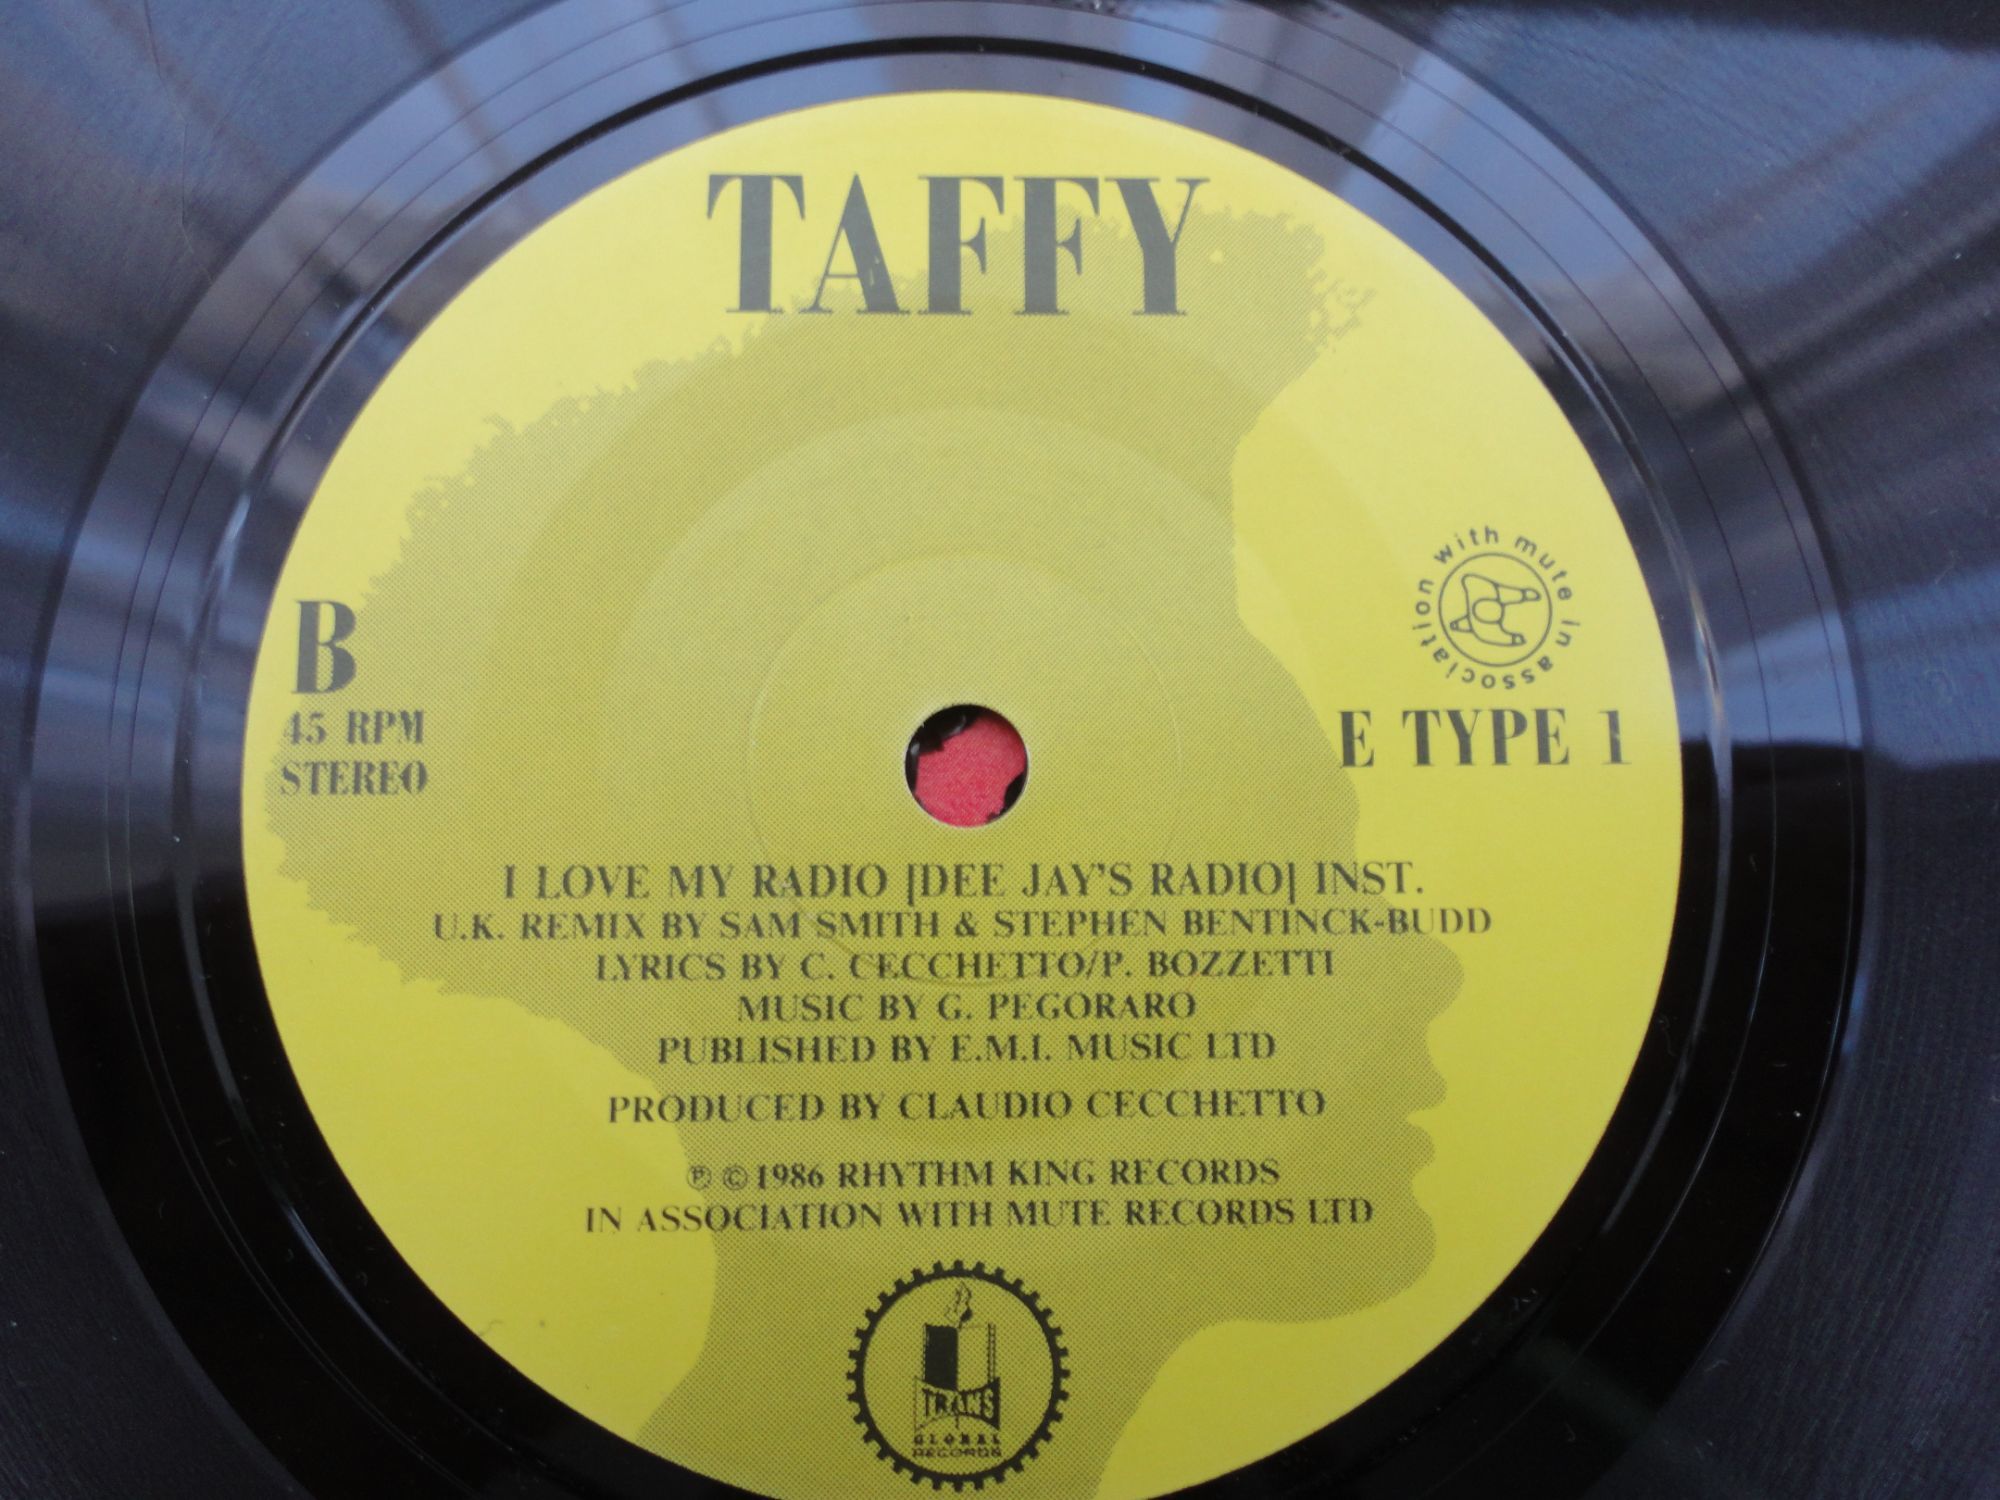 TAFFY
with mute in association
B
45 RPM
STEREO
E TYPE 1
I LOVE MY RADIO [DEE JAY'S RADIO] INST.
U.K. REMIX BY SAM SMITH & STEPHEN BENTINCK-BUDD
LYRICS BY C. CECCHETTO/P. BOZZETTI
MUSIC BY G. PEGORARO
PUBLISHED BY E.M.I. MUSIC LTD
PRODUCED BY CLAUDIO CECCHETTO
℗ © 1986 RHYTHM KING RECORDS
IN ASSOCIATION WITH MUTE RECORDS LTD
TRANS
GLOBAL
RECORDS